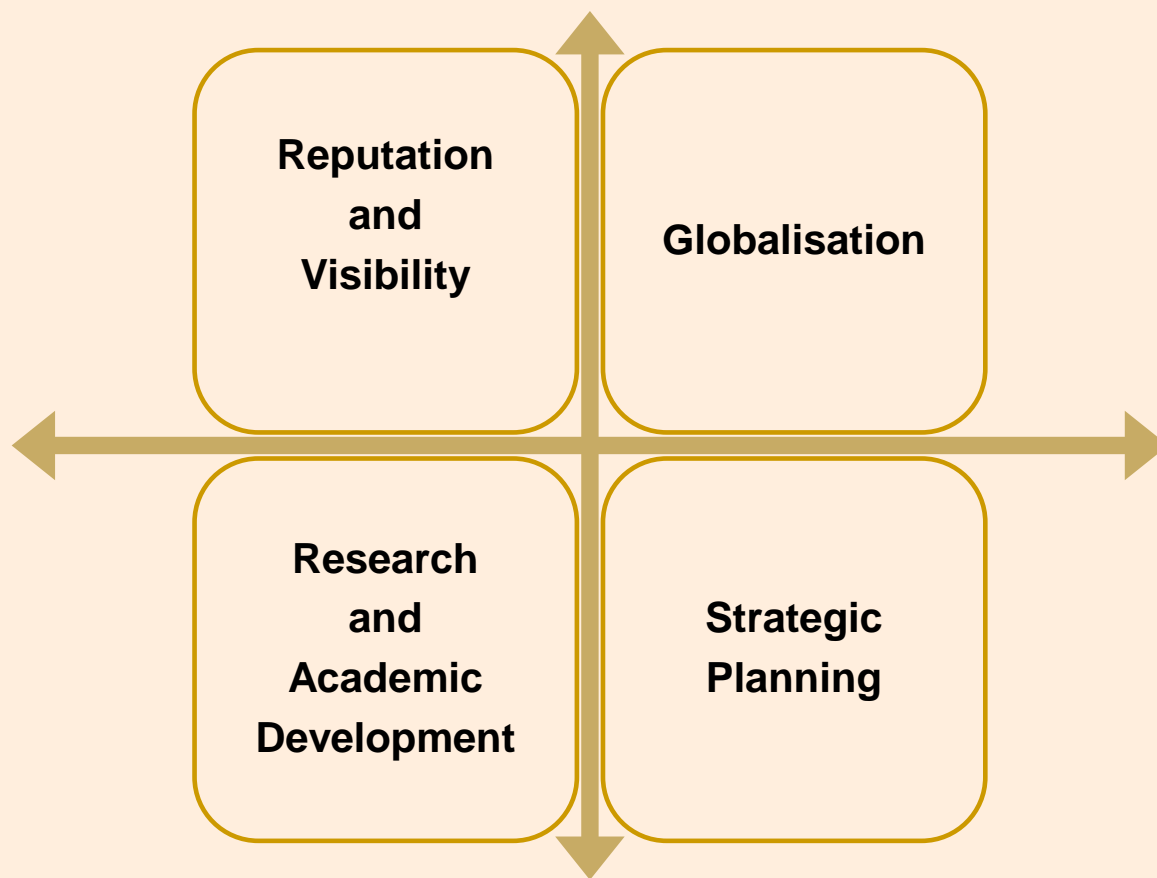 Reputation
and
Visibility
Globalisation
Research
and
Academic
Development
Strategic
Planning